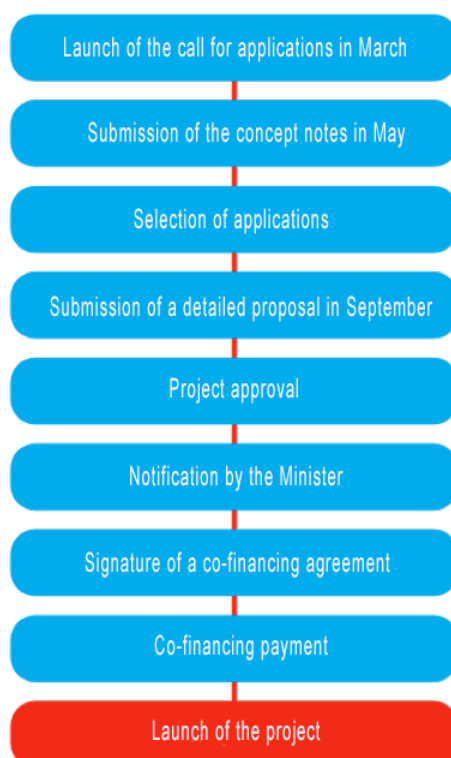 Launch of the call for applications in March
Submission of the concept notes in May
Selection of applications
Submission of a detailed proposal in September
Project approval
Notification by the Minister
Signature of a co-financing agreement
Co-financing payment
Launch of the project